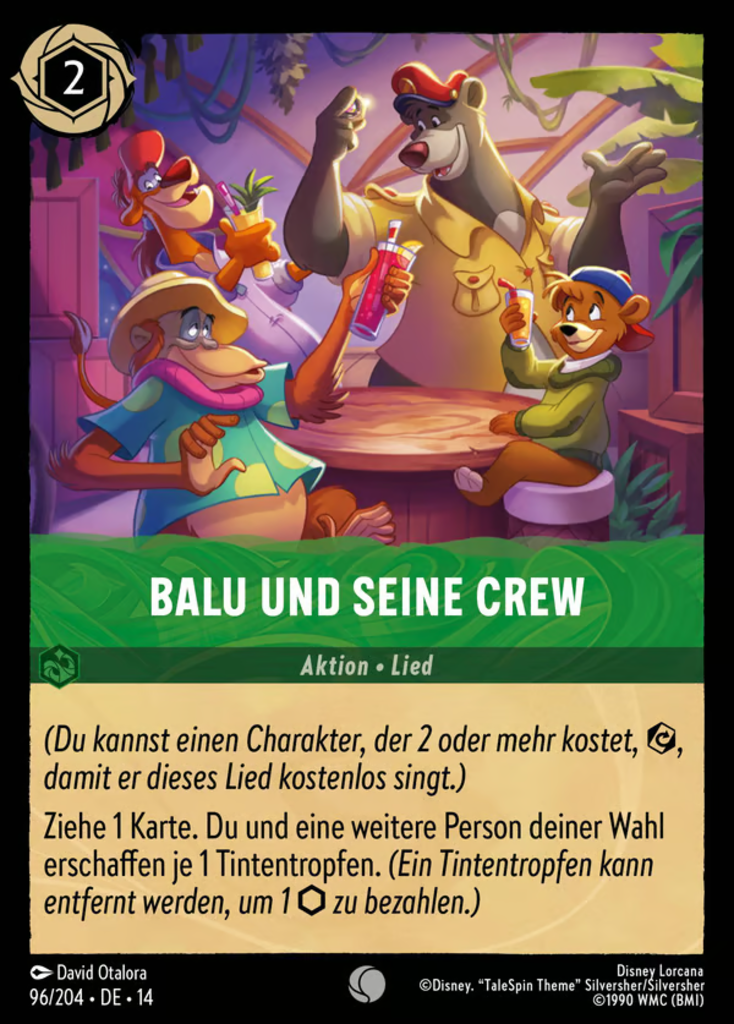 2
BALU UND SEINE CREW
Aktion • Lied
(Du kannst einen Charakter, der 2 oder mehr kostet, ,
damit er dieses Lied kostenlos singt.)
Ziehe 1 Karte. Du und eine weitere Person deiner Wahl
erschaffen je 1 Tintentropfen. (Ein Tintentropfen kann
entfernt werden, um 1 zu bezahlen.)
David Otalora
96/204 • DE • 14
Disney Lorcana
©Disney. “TaleSpin Theme” Silversher/Silversher
©1990 WMC (BMI)